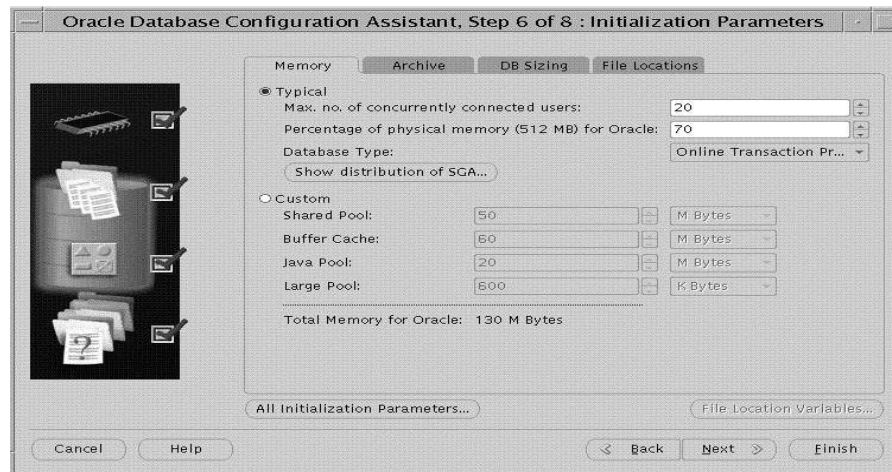 Oracle Database Configuration Assistant, Step 6 of 8 : Initialization Parameters
Memory Archive DB Sizing File Locations
Typical
Max. no. of concurrently connected users: 20
Percentage of physical memory (512 MB) for Oracle: 70
Database Type: Online Transaction Pr...
Show distribution of SGA...
Custom
Shared Pool: 50 M Bytes
Buffer Cache: 60 M Bytes
Java Pool: 20 M Bytes
Large Pool: 600 K Bytes
Total Memory for Oracle: 130 M Bytes
?
All Initialization Parameters... File Location Variables...
Cancel Help Back Next Finish